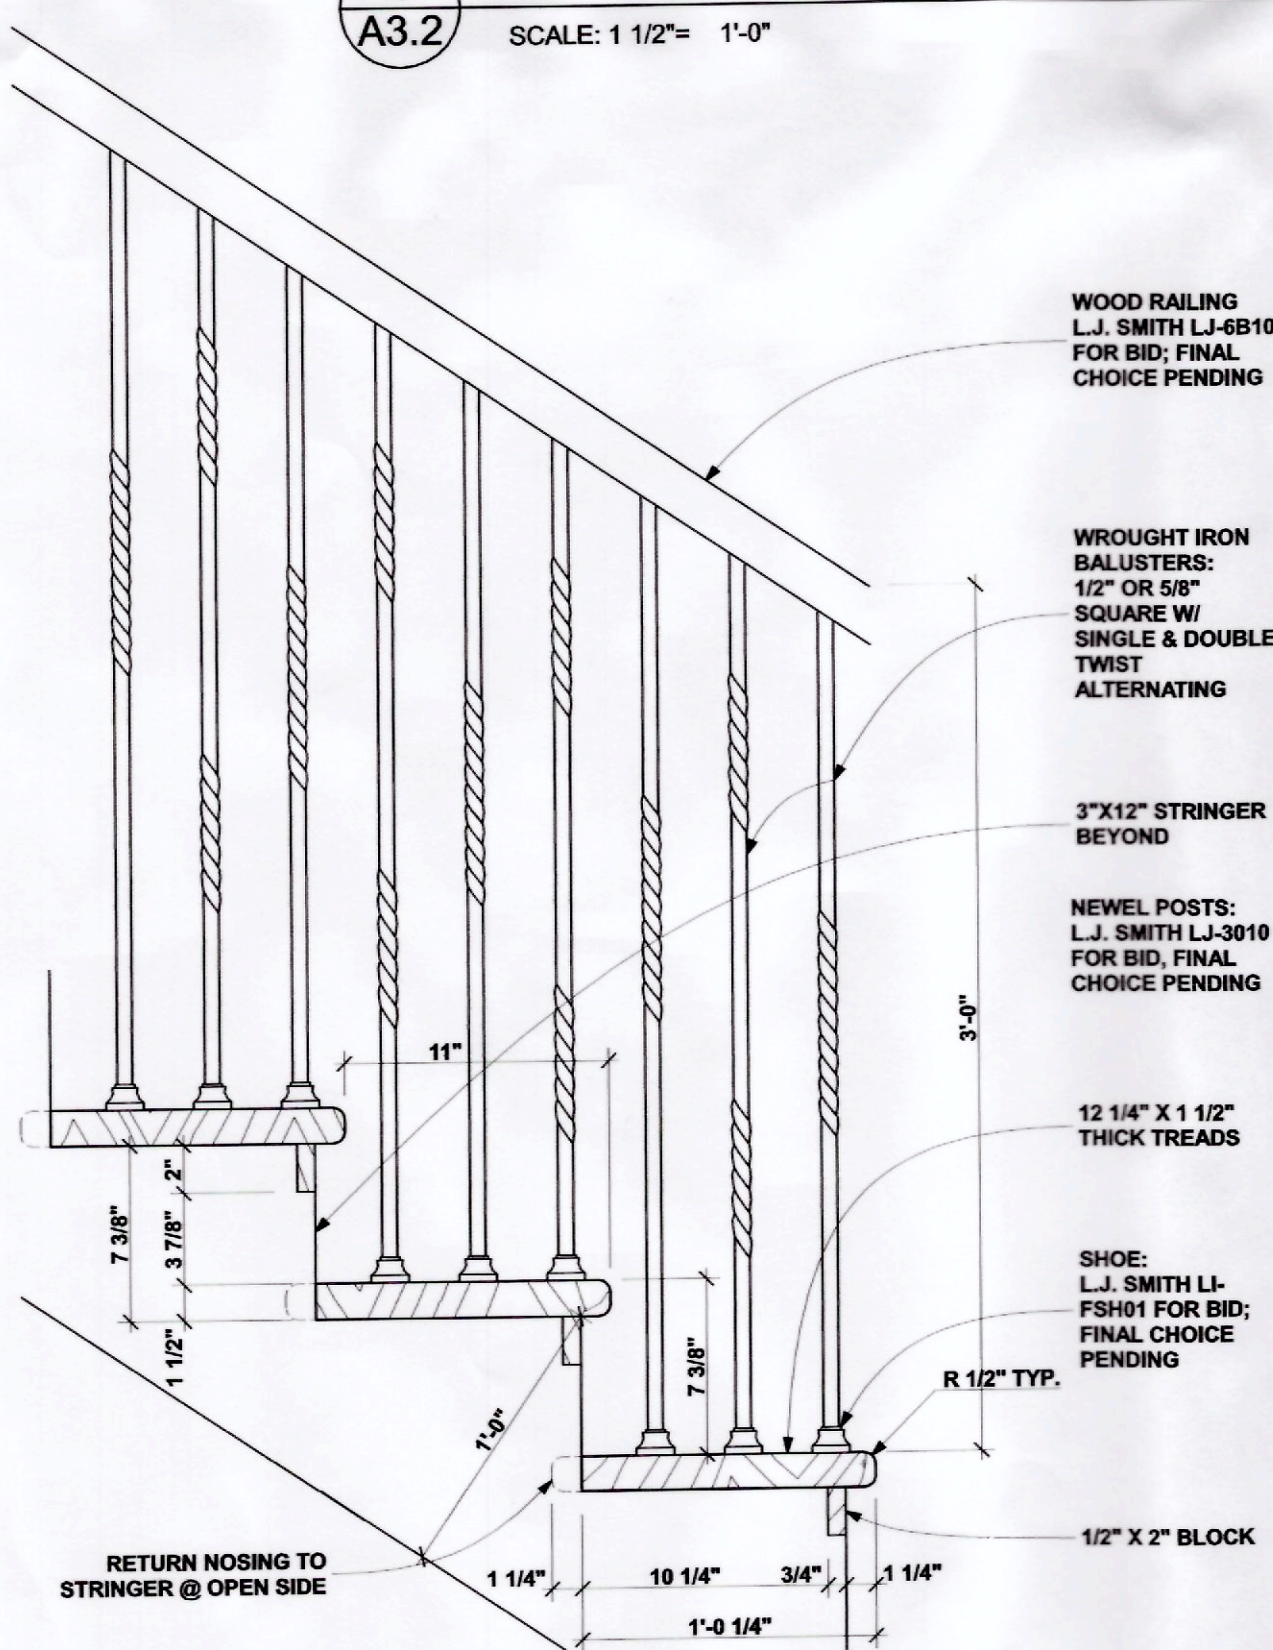 A3.2
SCALE: 1 1/2"= 1'-0"
WOOD RAILING
L.J. SMITH LJ-6B10
FOR BID; FINAL
CHOICE PENDING
WROUGHT IRON
BALUSTERS:
1/2" OR 5/8"
SQUARE W/
SINGLE & DOUBLE
TWIST
ALTERNATING
3"X12" STRINGER
BEYOND
NEWEL POSTS:
L.J. SMITH LJ-3010
FOR BID, FINAL
CHOICE PENDING
3'-0"
11"
12 1/4" X 1 1/2"
THICK TREADS
2"
7 3/8"
3 7/8"
1 1/2"
SHOE:
L.J. SMITH LI-
FSH01 FOR BID;
FINAL CHOICE
PENDING
7 3/8"
R 1/2" TYP.
1'-0"
1/2" X 2" BLOCK
RETURN NOSING TO
STRINGER @ OPEN SIDE
1 1/4"
10 1/4"
3/4"
1 1/4"
1'-0 1/4"